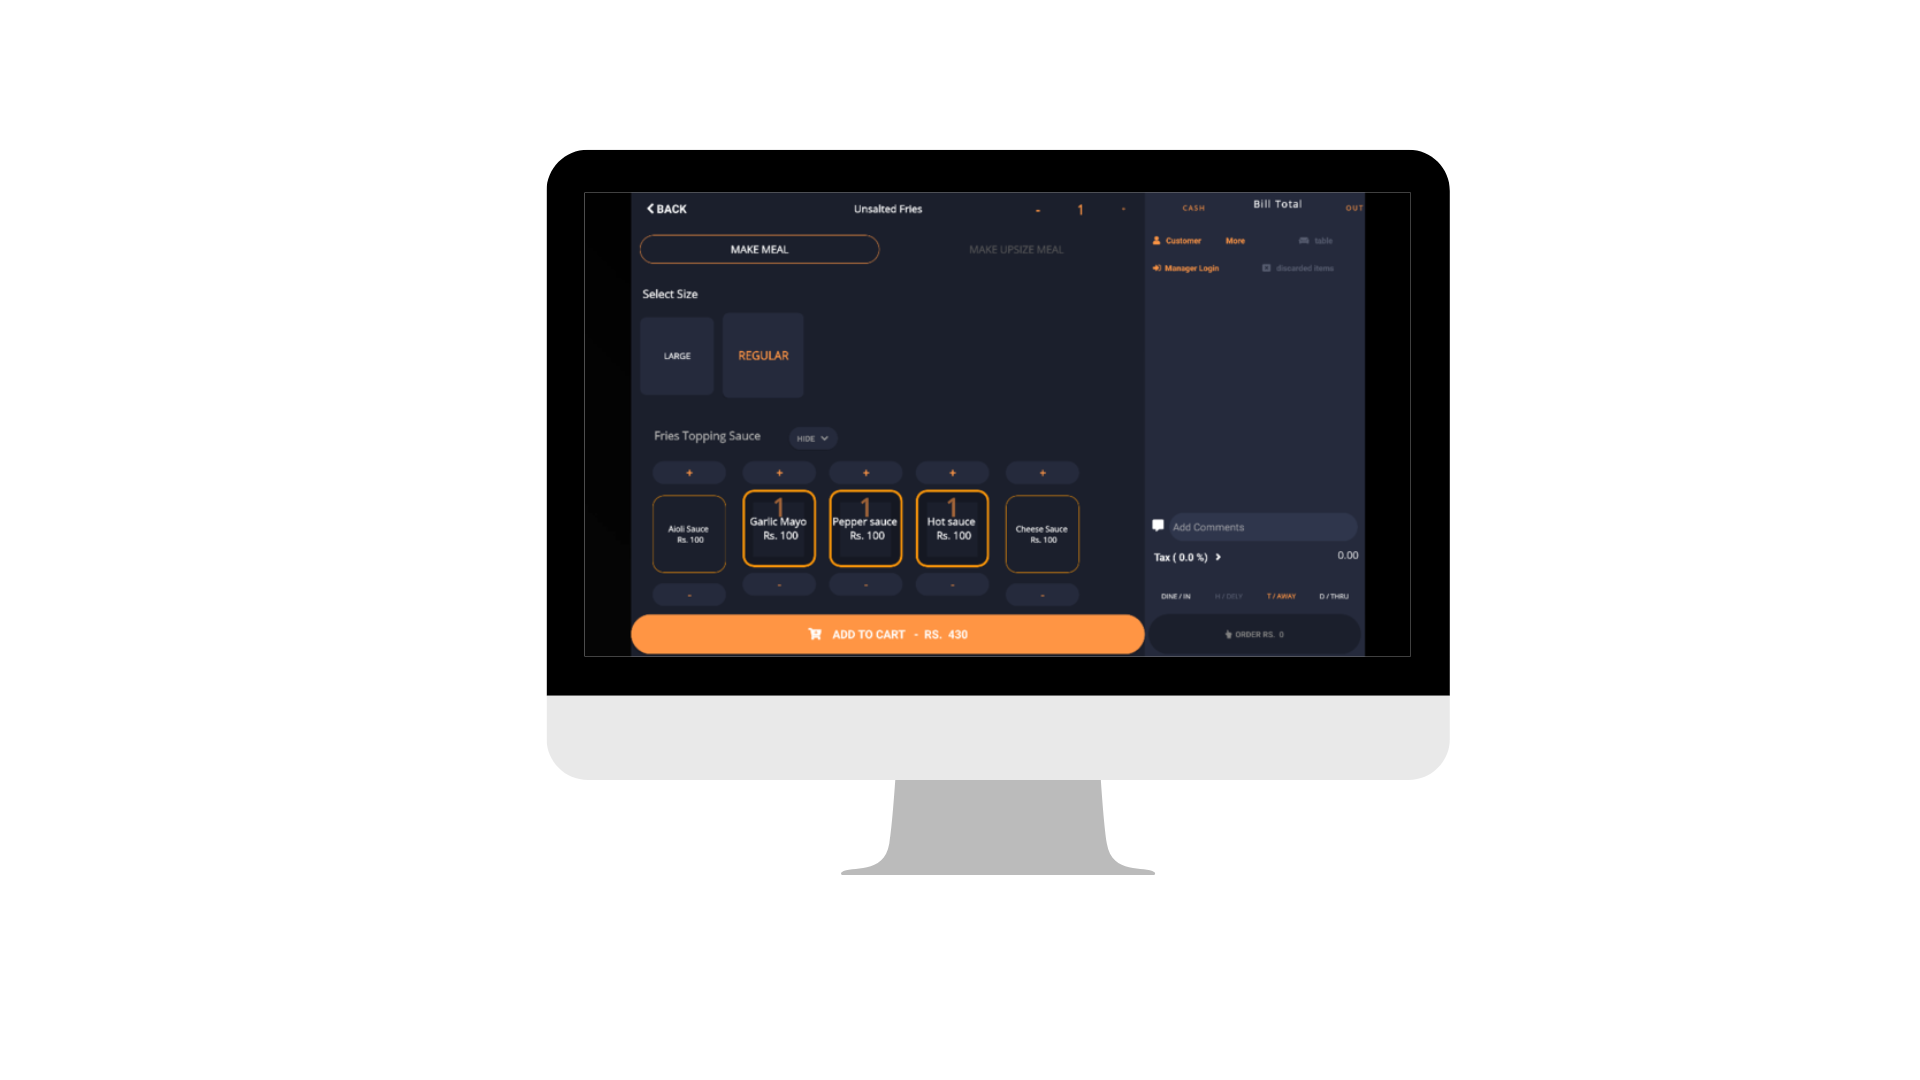 BACK
Unsalted Fries
- 1 -
CASH
Bill Total
OUT
MAKE MEAL
MAKE UPSIZE MEAL
Customer
More
table
Manager Login
discarded items
Select Size
LARGE
REGULAR
Fries Topping Sauce
HIDE
+ + + + +
Aioli Sauce
Rs. 100
1
Garlic Mayo
Rs. 100
1
Pepper sauce
Rs. 100
1
Hot sauce
Rs. 100
Cheese Sauce
Rs. 100
- - - - -
ADD TO CART - RS. 430
Add Comments
Tax ( 0.0 %)
0.00
DINE / IN
H / DELY
T / AWAY
D / THRU
ORDER RS. 0